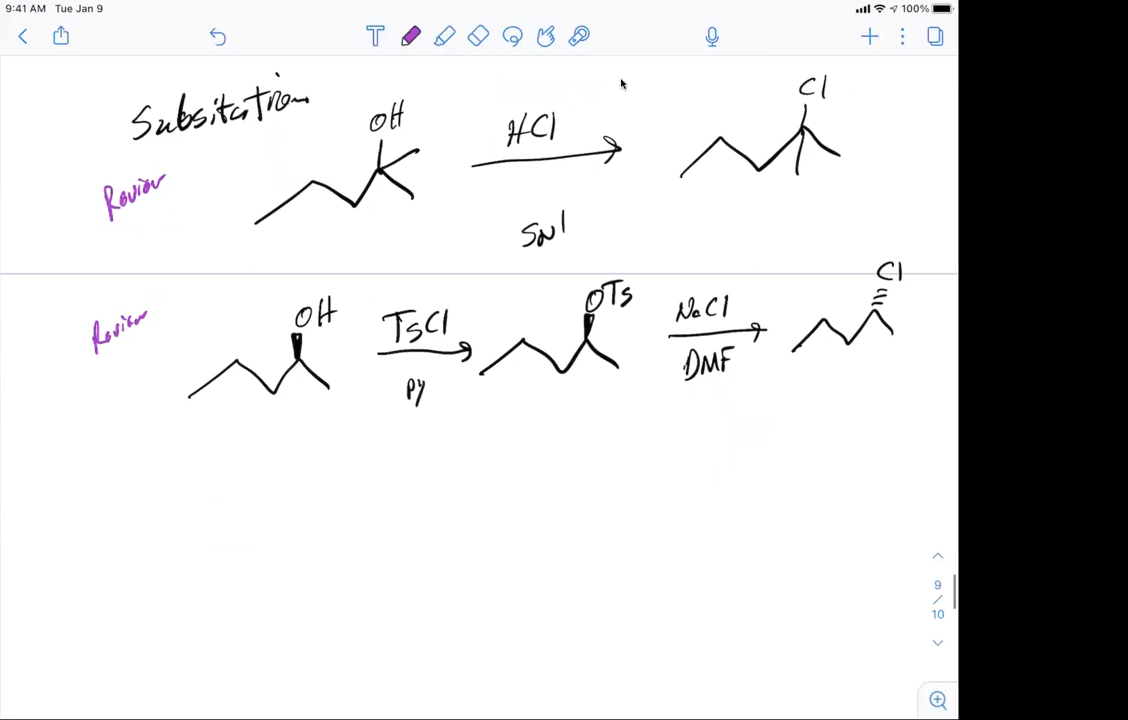 9:41 AM Tue Jan 9
100%
T
Cl
Subsitution
OH
HCl
Review
SN1
Cl
OTs
OH
NaCl
Review
TsCl
DMF
py
9
/
10